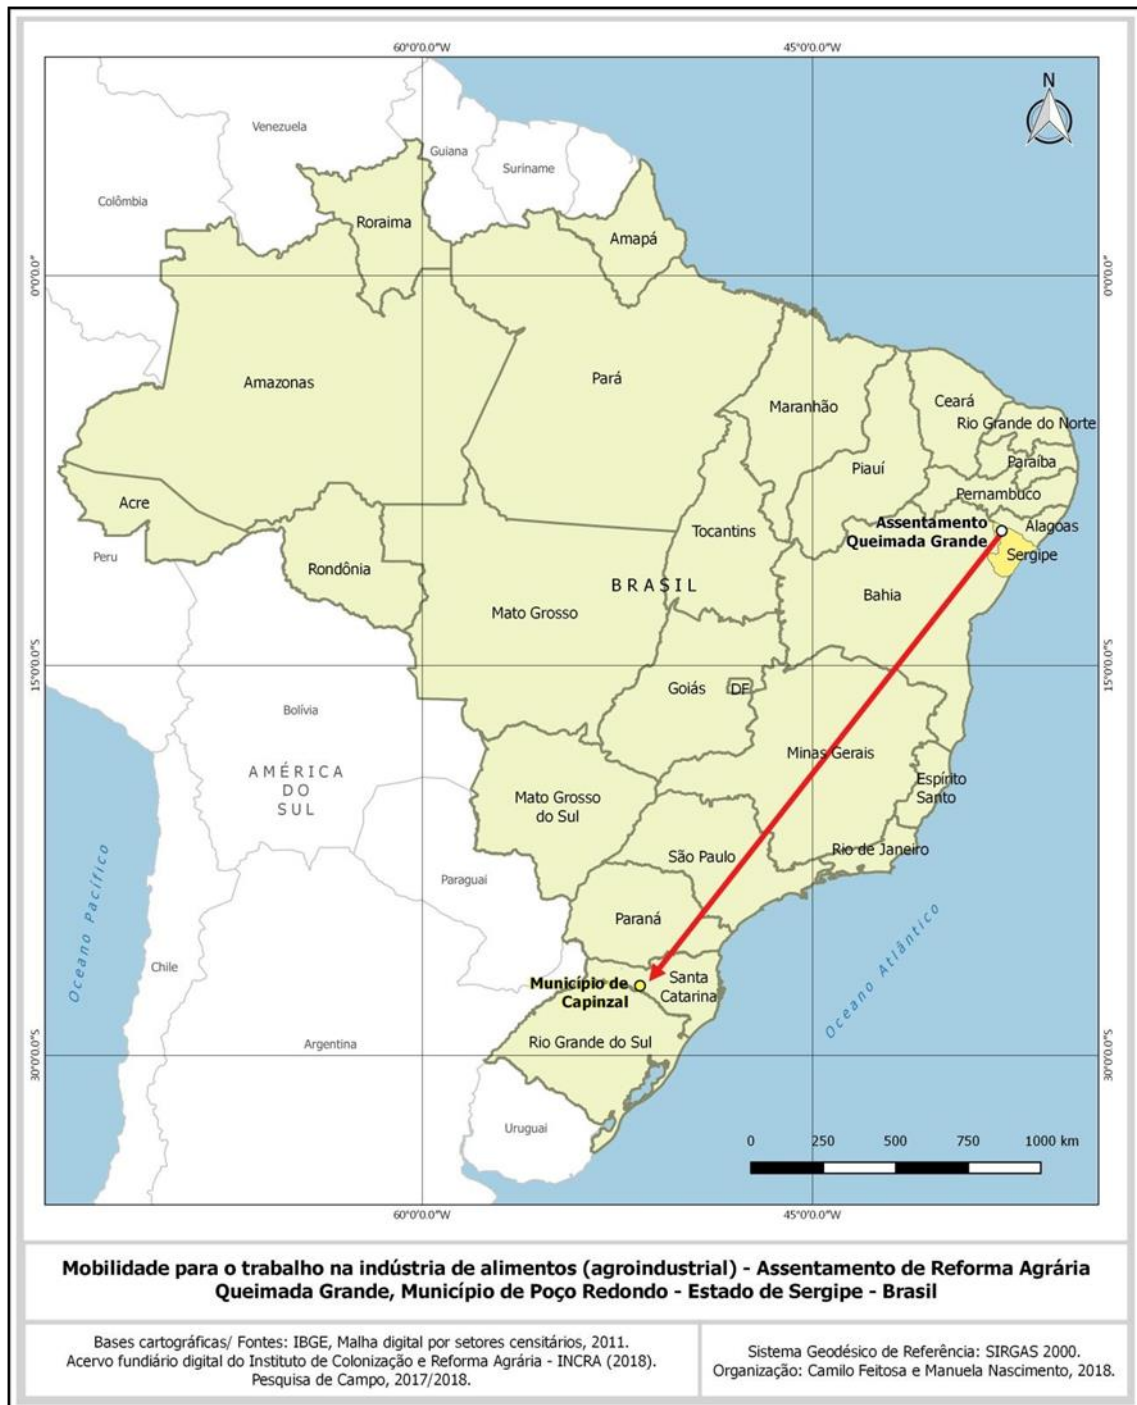 60°0'0.0"W
45°0'0.0"W
N
Venezuela
Guiana
Suriname
Colômbia
Roraima
Amapá
0°0'0.0"
0°0'0.0"
Amazonas
Pará
Maranhão
Ceará
Rio Grande do Norte
Piauí
Paraíba
Pernambuco
Acre
Tocantins
Assentamento
Queimada Grande
Alagoas
Sergipe
Peru
Rondônia
BRASIL
Bahia
Mato Grosso
15°0'0.0"S
15°0'0.0"S
Goiás
DF
Bolívia
Minas Gerais
AMÉRICA
DO
SUL
Espírito
Santo
Mato Grosso
do Sul
Rio de Janeiro
São Paulo
Paraguai
Oceano Pacífico
Paraná
Oceano Atlântico
Chile
Santa
Catarina
Município de
Capinzal
Rio Grande do Sul
Argentina
30°0'0.0"S
30°0'0.0"S
Uruguai
0 250 500 750 1000 km
60°0'0.0"W
45°0'0.0"W
Mobilidade para o trabalho na indústria de alimentos (agroindustrial) - Assentamento de Reforma Agrária
Queimada Grande, Município de Poço Redondo - Estado de Sergipe - Brasil
Bases cartográficas/ Fontes: IBGE, Malha digital por setores censitários, 2011.
Acervo fundiário digital do Instituto de Colonização e Reforma Agrária - INCRA (2018).
Pesquisa de Campo, 2017/2018.
Sistema Geodésico de Referência: SIRGAS 2000.
Organização: Camilo Feitosa e Manuela Nascimento, 2018.